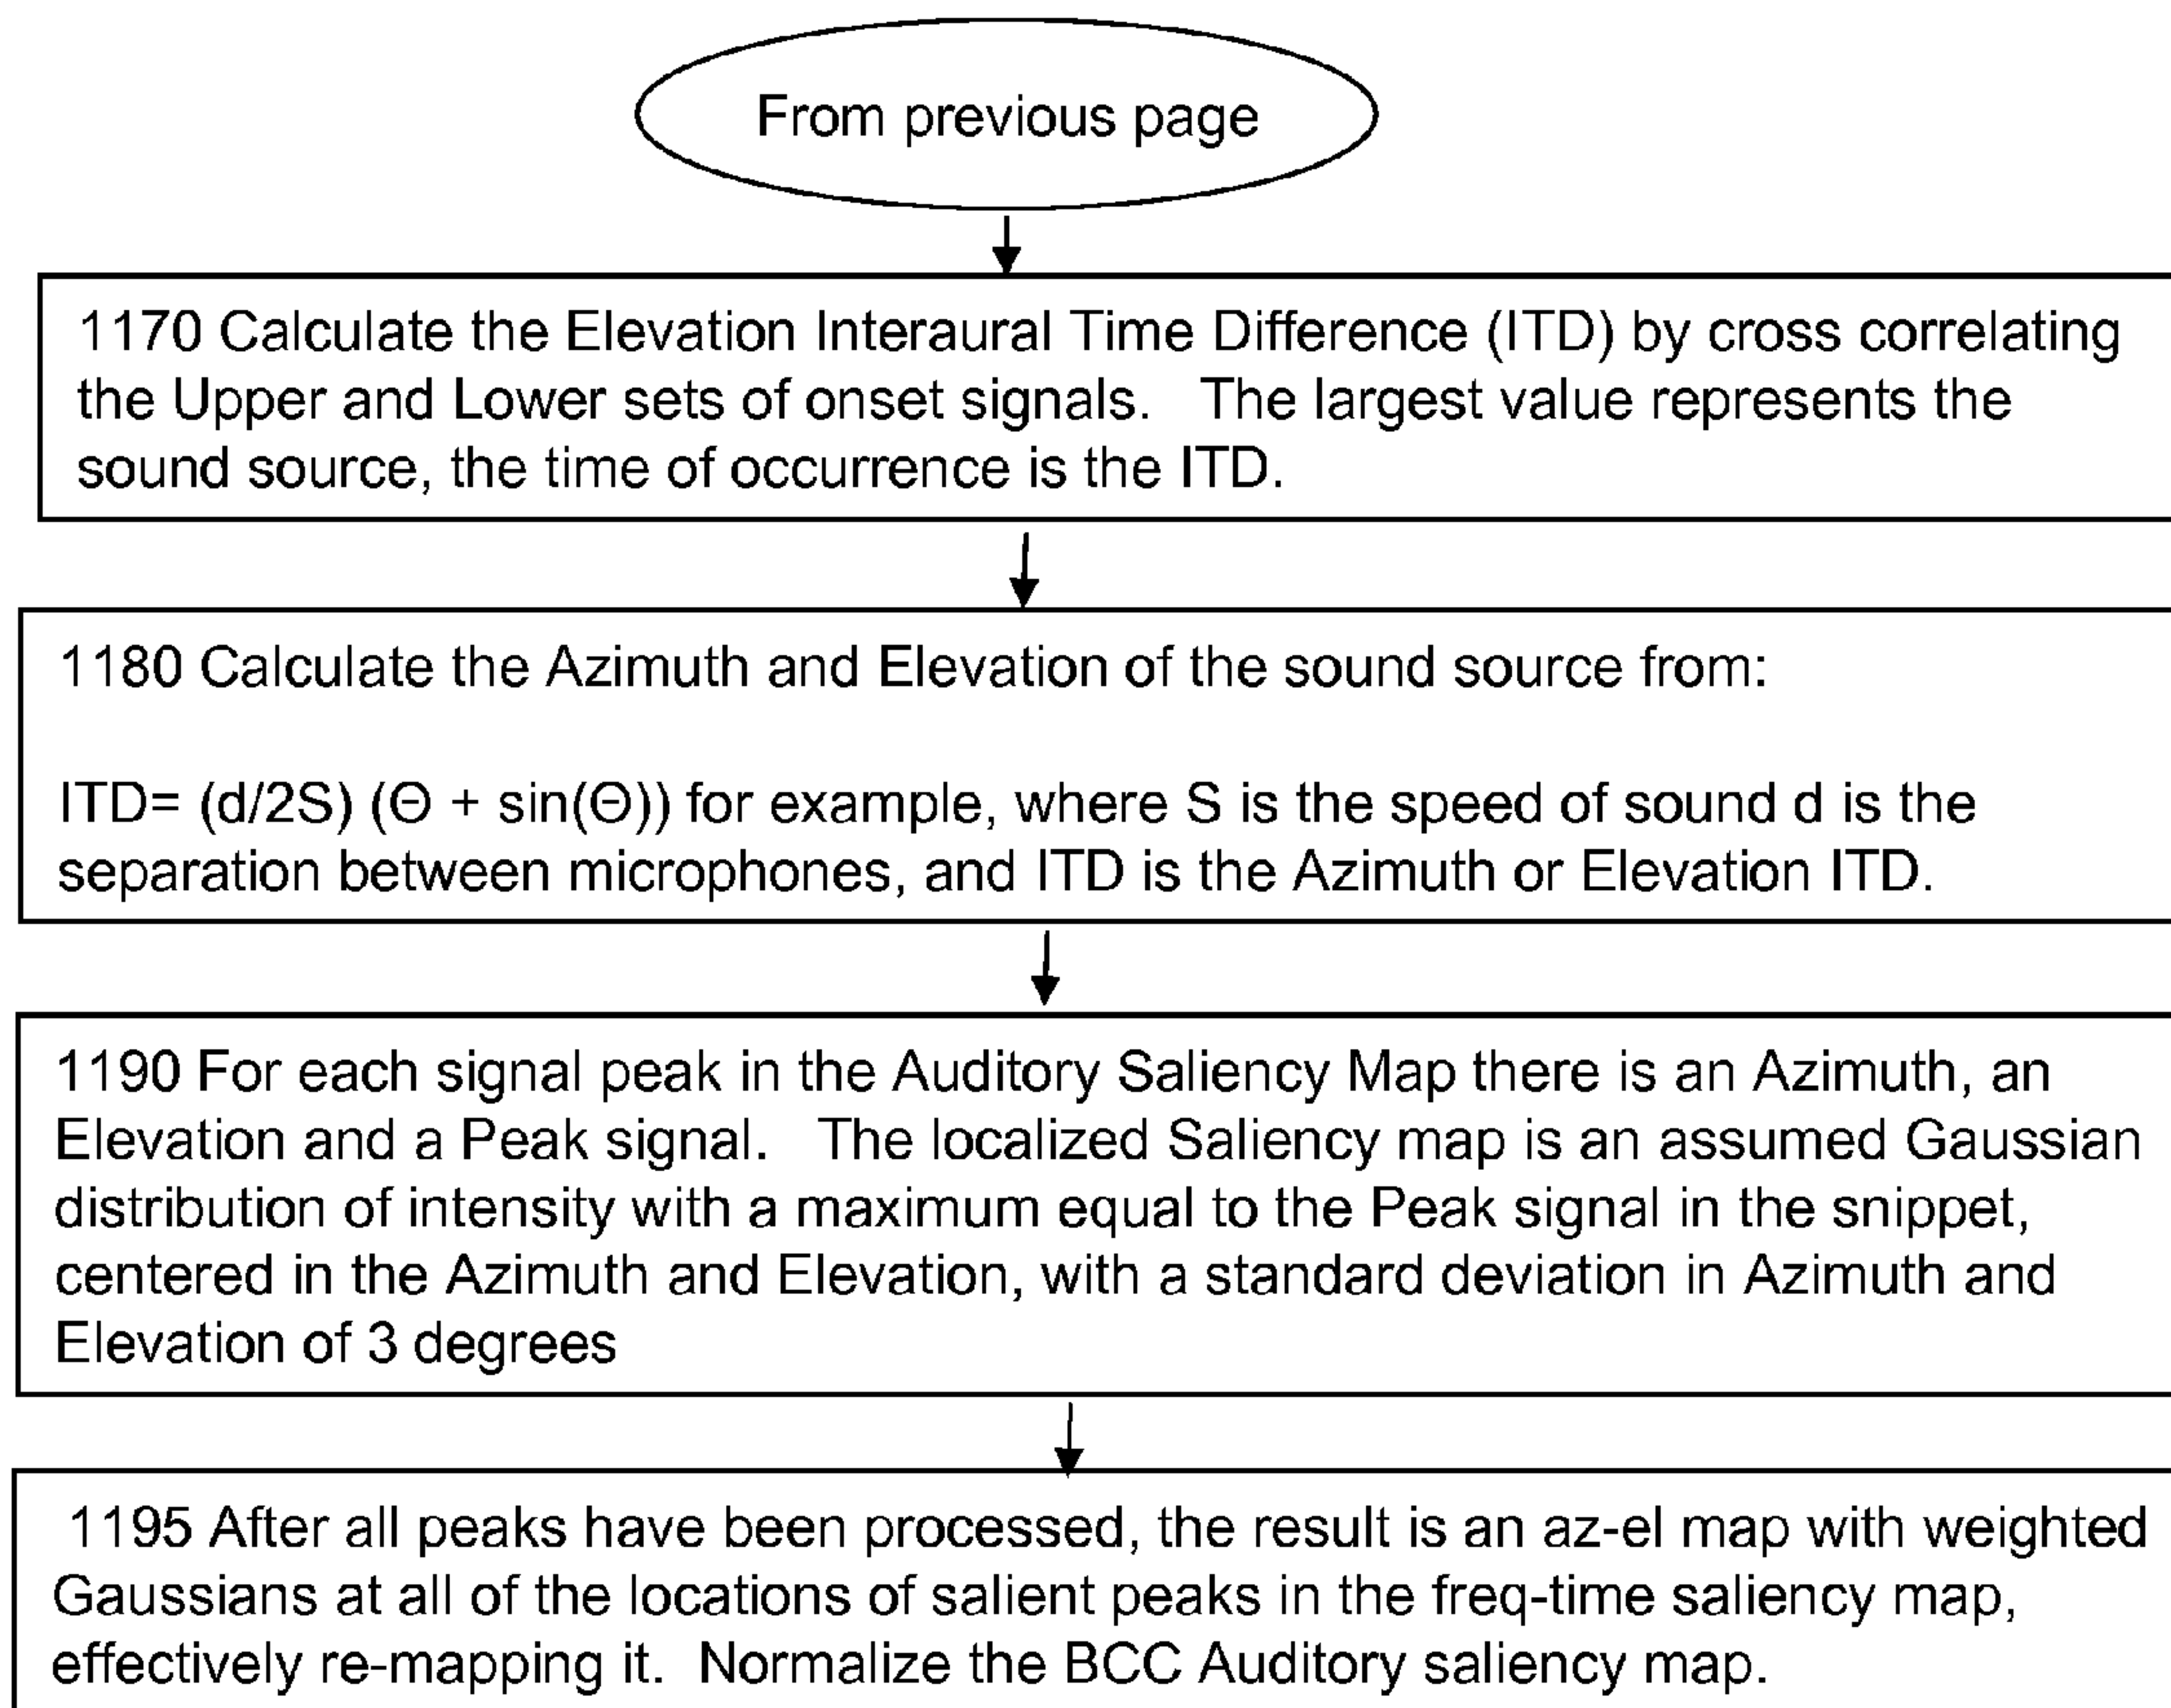 From previous page
1170 Calculate the Elevation Interaural Time Difference (ITD) by cross correlating
the Upper and Lower sets of onset signals. The largest value represents the
sound source, the time of occurrence is the ITD.
1180 Calculate the Azimuth and Elevation of the sound source from:
ITD= (d/2S) (Θ + sin(Θ)) for example, where S is the speed of sound d is the
separation between microphones, and ITD is the Azimuth or Elevation ITD.
1190 For each signal peak in the Auditory Saliency Map there is an Azimuth, an
Elevation and a Peak signal. The localized Saliency map is an assumed Gaussian
distribution of intensity with a maximum equal to the Peak signal in the snippet,
centered in the Azimuth and Elevation, with a standard deviation in Azimuth and
Elevation of 3 degrees
1195 After all peaks have been processed, the result is an az-el map with weighted
Gaussians at all of the locations of salient peaks in the freq-time saliency map,
effectively re-mapping it. Normalize the BCC Auditory saliency map.